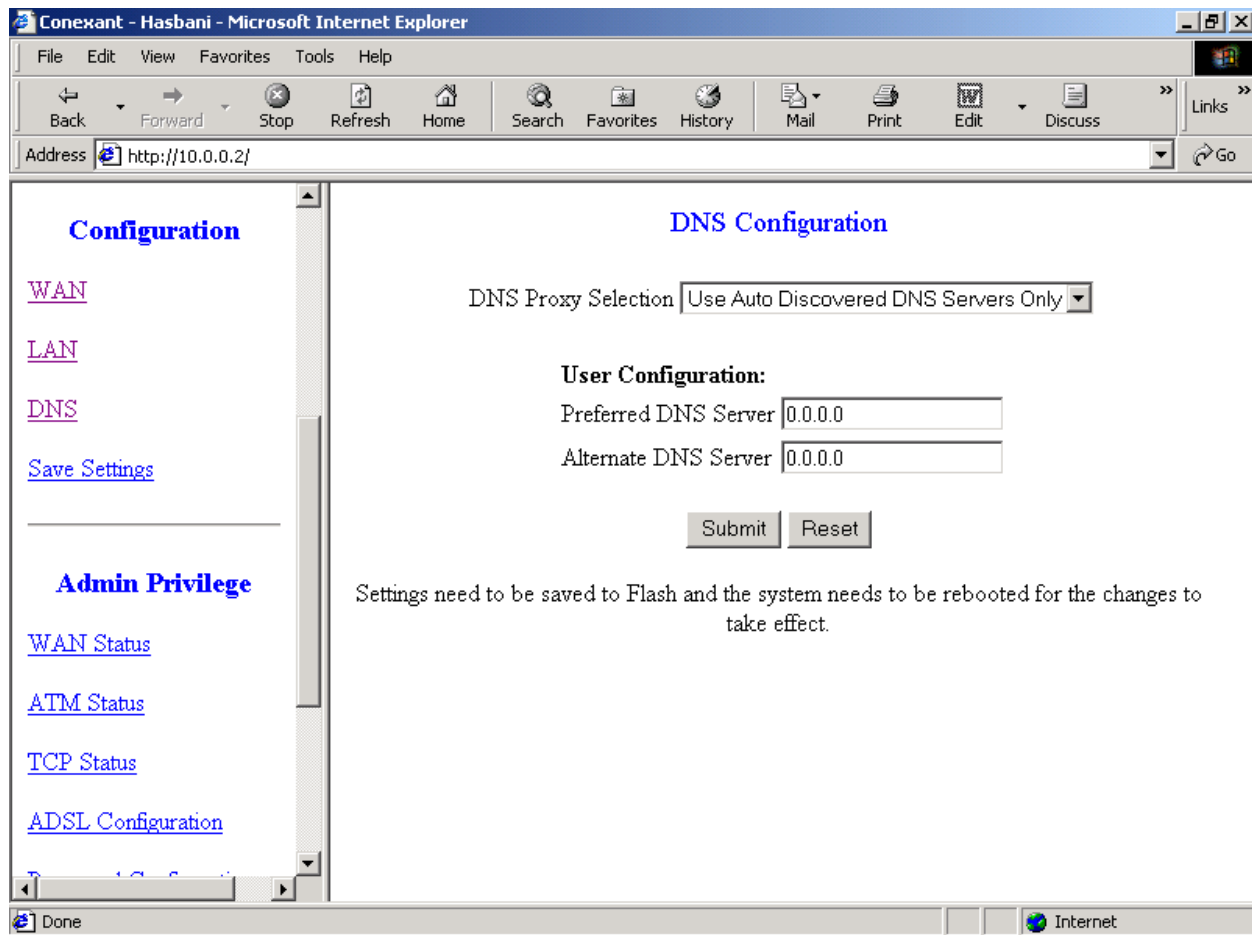 Conexant - Hasbani - Microsoft Internet Explorer
File Edit View Favorites Tools Help
Back Forward Stop Refresh Home Search Favorites History Mail Print Edit Discuss » Links »
Address http://10.0.0.2/ Go
Configuration
WAN
LAN
DNS
Save Settings
Admin Privilege
WAN Status
ATM Status
TCP Status
ADSL Configuration
DNS Configuration
DNS Proxy Selection Use Auto Discovered DNS Servers Only
User Configuration:
Preferred DNS Server 0.0.0.0
Alternate DNS Server 0.0.0.0
Submit Reset
Settings need to be saved to Flash and the system needs to be rebooted for the changes to
take effect.
Done Internet